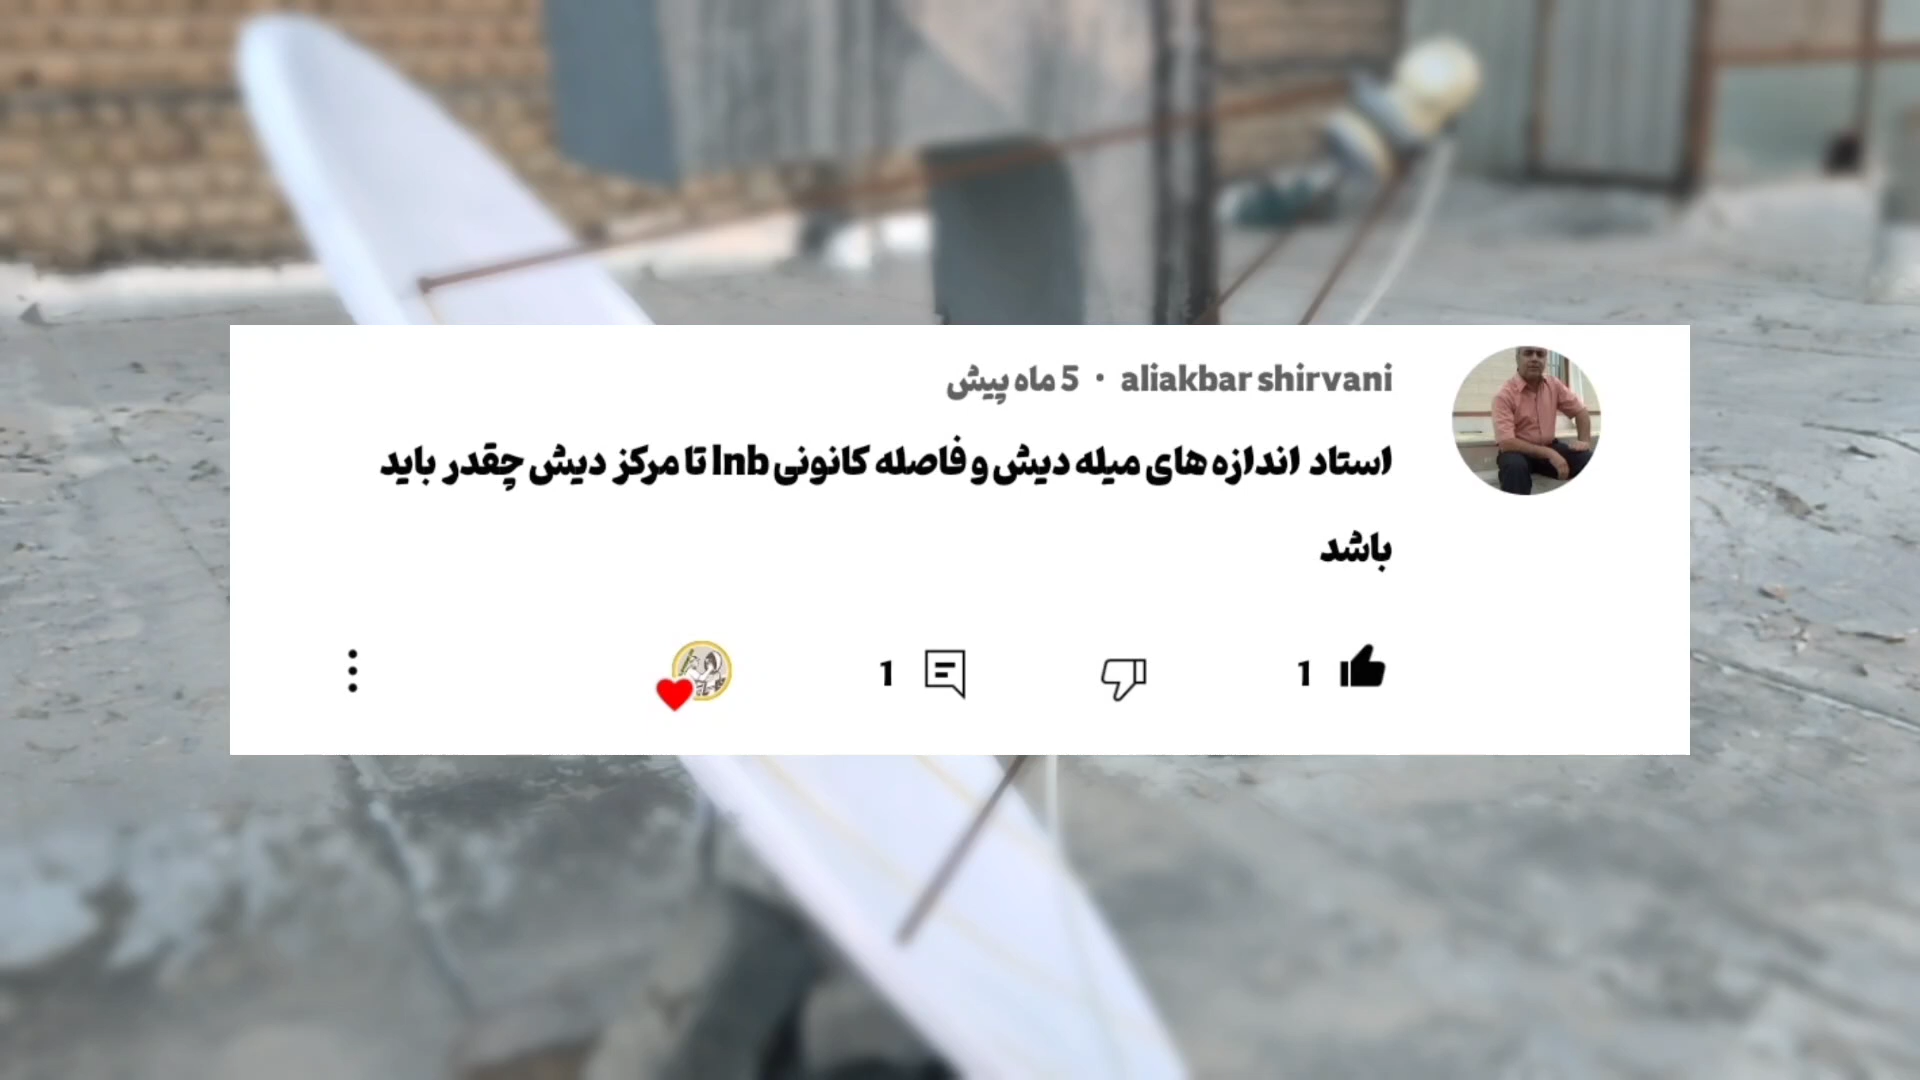 aliakbar shirvani · 5 ماه پیش
استاد اندازه های میله دیش و فاصله کانونی lnb تا مرکز دیش چقدر باید
باشد
1
1